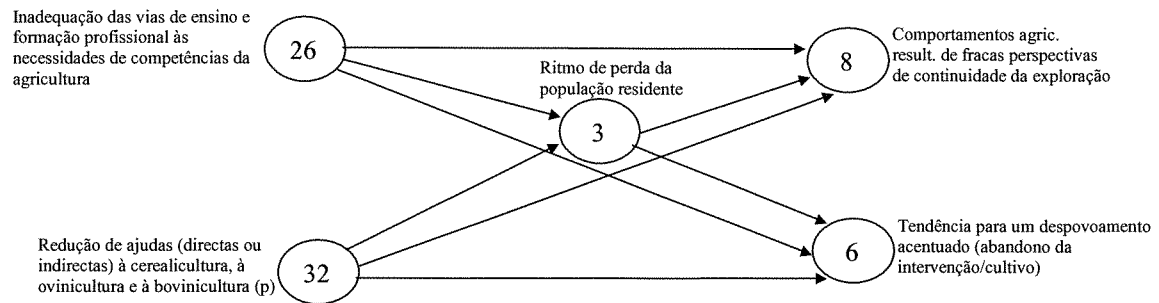 Inadequação das vias de ensino e
formação profissional às
necessidades de competências da
agricultura
26
Ritmo de perda da
população residente
3
8
Comportamentos agric.
result. de fracas perspectivas
de continuidade da exploração
Redução de ajudas (directas ou
indirectas) à cerealicultura, à
ovinicultura e à bovinicultura (p)
32
6
Tendência para um despovoamento
acentuado (abandono da
intervenção/cultivo)